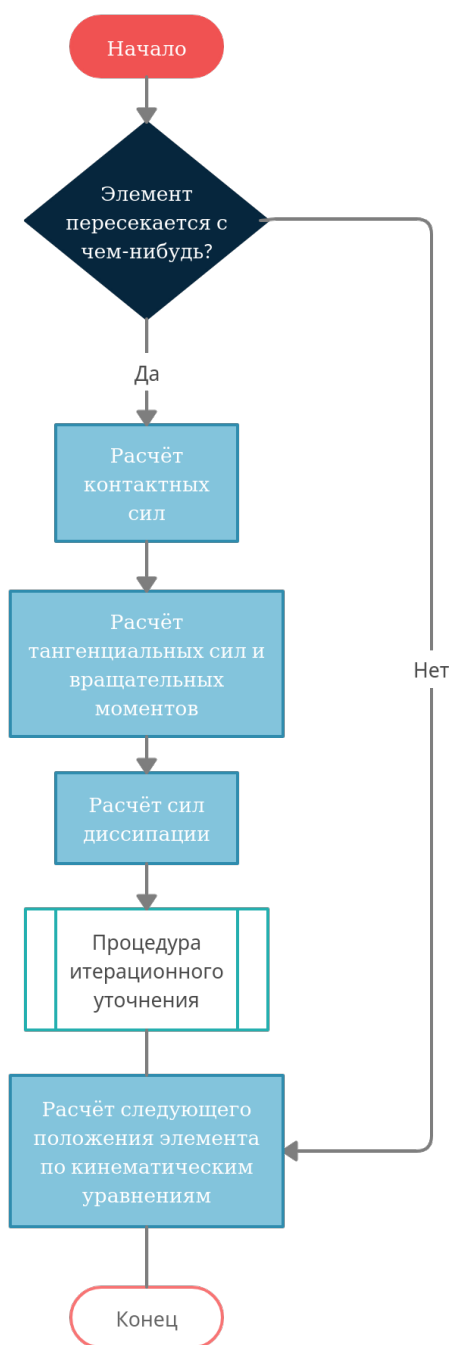 Начало
Элемент
пересекается с
чем-нибудь?
Да
Расчёт
контактных
сил
Расчёт
тангенциальных сил и
вращательных
моментов
Нет
Расчёт сил
диссипации
Процедура
итерационного
уточнения
Расчёт следующего
положения элемента
по кинематическим
уравнениям
Конец